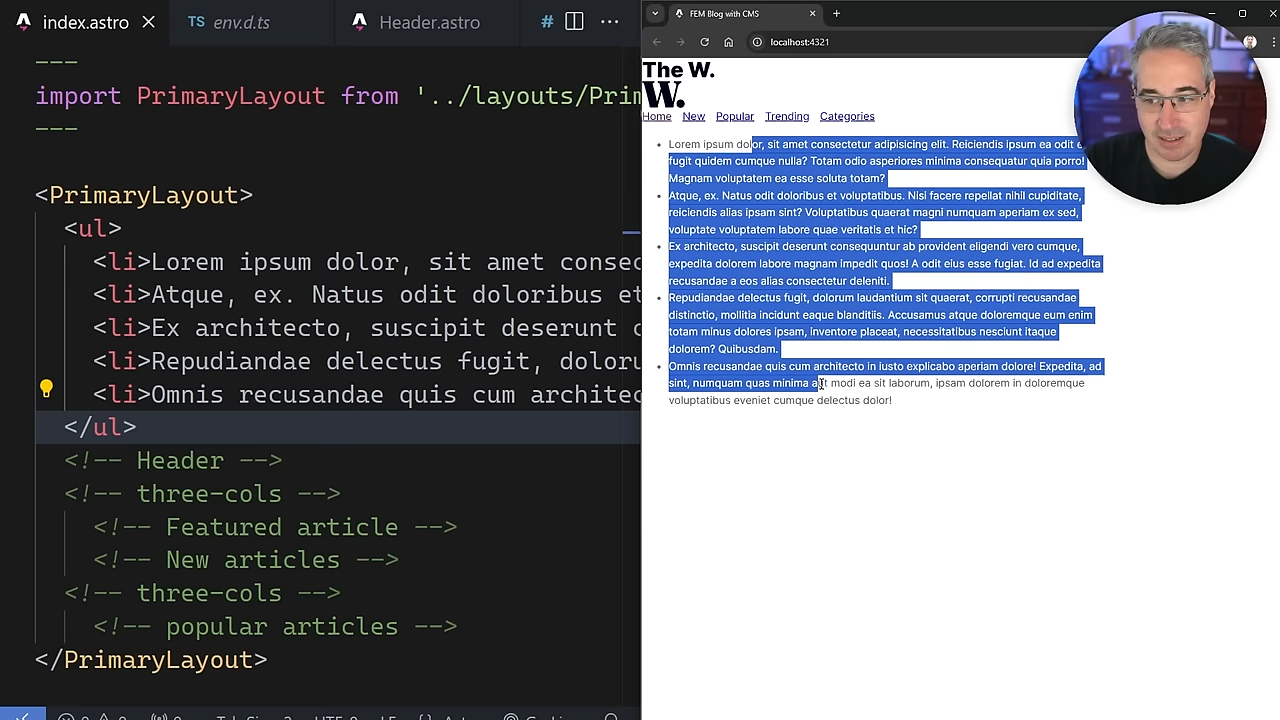 index.astro
TS env.d.ts
Header.astro
---
import PrimaryLayout from '../layouts/Prim
---
<PrimaryLayout>
<ul>
<li>Lorem ipsum dolor, sit amet consec
<li>Atque, ex. Natus odit doloribus et
<li>Ex architecto, suscipit deserunt c
<li>Repudiandae delectus fugit, doloru
<li>Omnis recusandae quis cum architec
</ul>
<!-- Header -->
<!-- three-cols -->
<!-- Featured article -->
<!-- New articles -->
<!-- three-cols -->
<!-- popular articles -->
</PrimaryLayout>
FEM Blog with CMS
localhost:4321
The W.
W.
Home New Popular Trending Categories
Lorem ipsum dolor, sit amet consectetur adipisicing elit. Reiciendis ipsum ea odit
fugit quidem cumque nulla? Totam odio asperiores minima consequatur quia porro!
Magnam voluptatem ea esse soluta totam?
Atque, ex. Natus odit doloribus et voluptatibus. Nisi facere repellat nihil cupiditate,
reiciendis alias ipsam sint? Voluptatibus quaerat magni numquam aperiam ex sed,
voluptate voluptatem labore quae veritatis et hic?
Ex architecto, suscipit deserunt consequuntur ab provident eligendi vero cumque,
expedita dolorem labore magnam impedit quos! A odit eius esse fugiat. Id ad expedita
recusandae a eos alias consectetur deleniti.
Repudiandae delectus fugit, dolorum laudantium sit quaerat, corrupti recusandae
distinctio, mollitia incidunt eaque blanditiis. Accusamus atque doloremque eum enim
totam minus dolores ipsam, inventore placeat, necessitatibus nesciunt itaque
dolorem? Quibusdam.
Omnis recusandae quis cum architecto in iusto explicabo aperiam dolore! Expedita, ad
sint, numquam quas minima aut modi ea sit laborum, ipsam dolorem in doloremque
voluptatibus eveniet cumque delectus dolor!